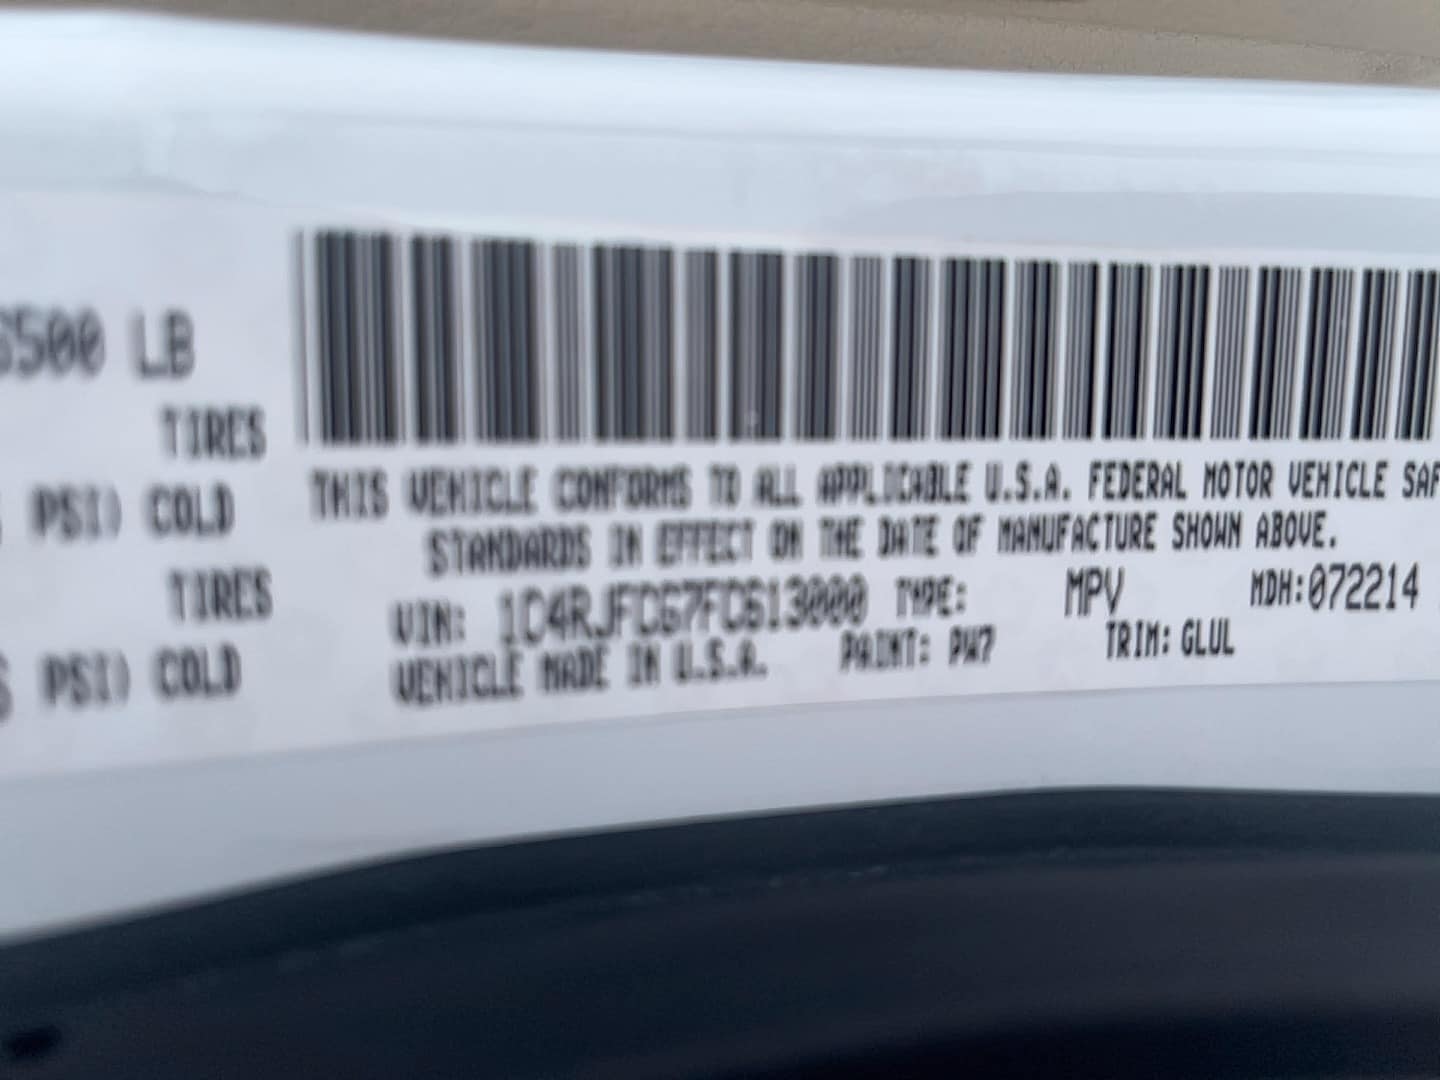 6500 LB
TIRES
PSI) COLD
TIRES
PSI) COLD
THIS VEHICLE CONFORMS TO ALL APPLICABLE U.S.A. FEDERAL MOTOR VEHICLE SAF
STANDARDS IN EFFECT ON THE DATE OF MANUFACTURE SHOWN ABOVE.
VIN: 1C4RJFCG7FC613000 TYPE: MPV MDH:072214
VEHICLE MADE IN U.S.A. PAINT: PW7 TRIM: GLUL